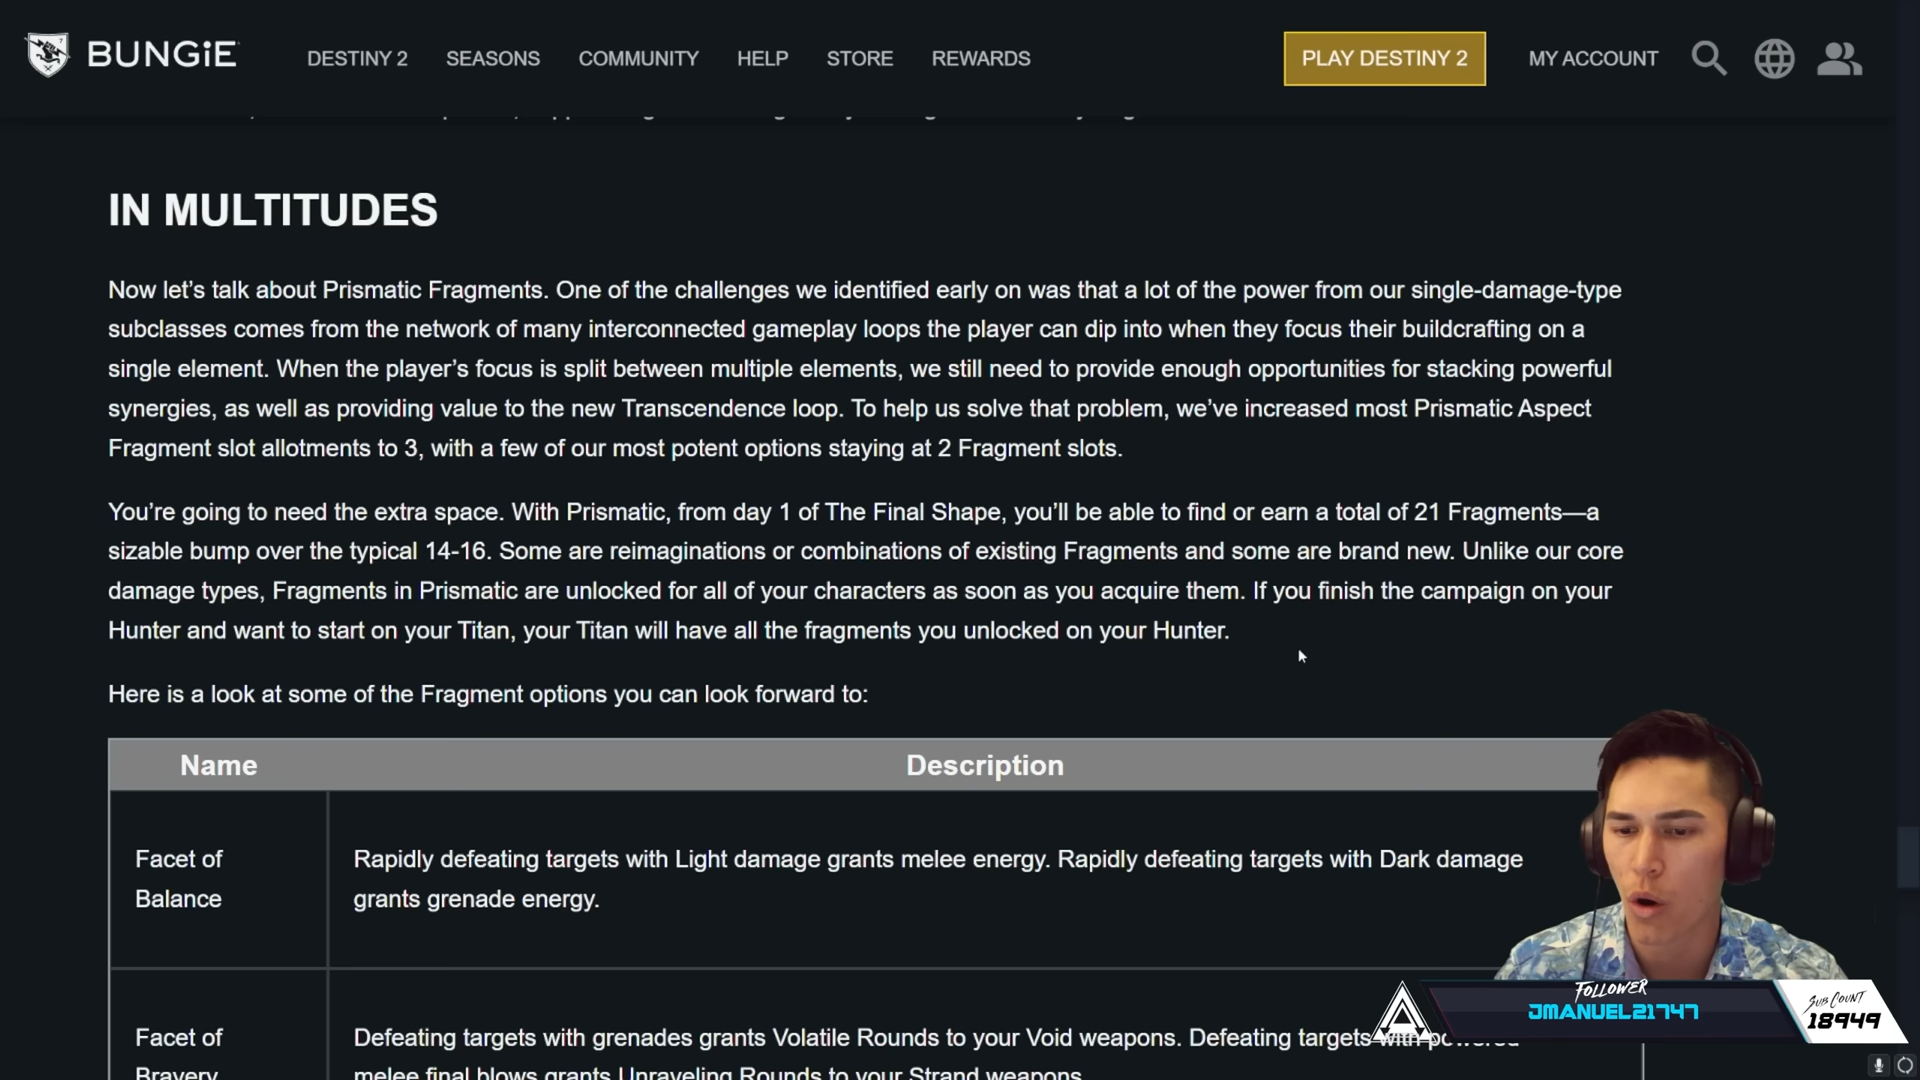 BUNGiE
DESTINY 2 SEASONS COMMUNITY HELP STORE REWARDS PLAY DESTINY 2 MY ACCOUNT
IN MULTITUDES
Now let’s talk about Prismatic Fragments. One of the challenges we identified early on was that a lot of the power from our single-damage-type
subclasses comes from the network of many interconnected gameplay loops the player can dip into when they focus their buildcrafting on a
single element. When the player’s focus is split between multiple elements, we still need to provide enough opportunities for stacking powerful
synergies, as well as providing value to the new Transcendence loop. To help us solve that problem, we’ve increased most Prismatic Aspect
Fragment slot allotments to 3, with a few of our most potent options staying at 2 Fragment slots.
You’re going to need the extra space. With Prismatic, from day 1 of The Final Shape, you’ll be able to find or earn a total of 21 Fragments—a
sizable bump over the typical 14-16. Some are reimaginations or combinations of existing Fragments and some are brand new. Unlike our core
damage types, Fragments in Prismatic are unlocked for all of your characters as soon as you acquire them. If you finish the campaign on your
Hunter and want to start on your Titan, your Titan will have all the fragments you unlocked on your Hunter.
Here is a look at some of the Fragment options you can look forward to:
Name Description
Facet of
Balance
Rapidly defeating targets with Light damage grants melee energy. Rapidly defeating targets with Dark damage
grants grenade energy.
Facet of
Bravery
Defeating targets with grenades grants Volatile Rounds to your Void weapons. Defeating targets with powered
melee final blows grants Unraveling Rounds to your Strand weapons.
FOLLOWER
JMANUEL21747
SUB COUNT
18949